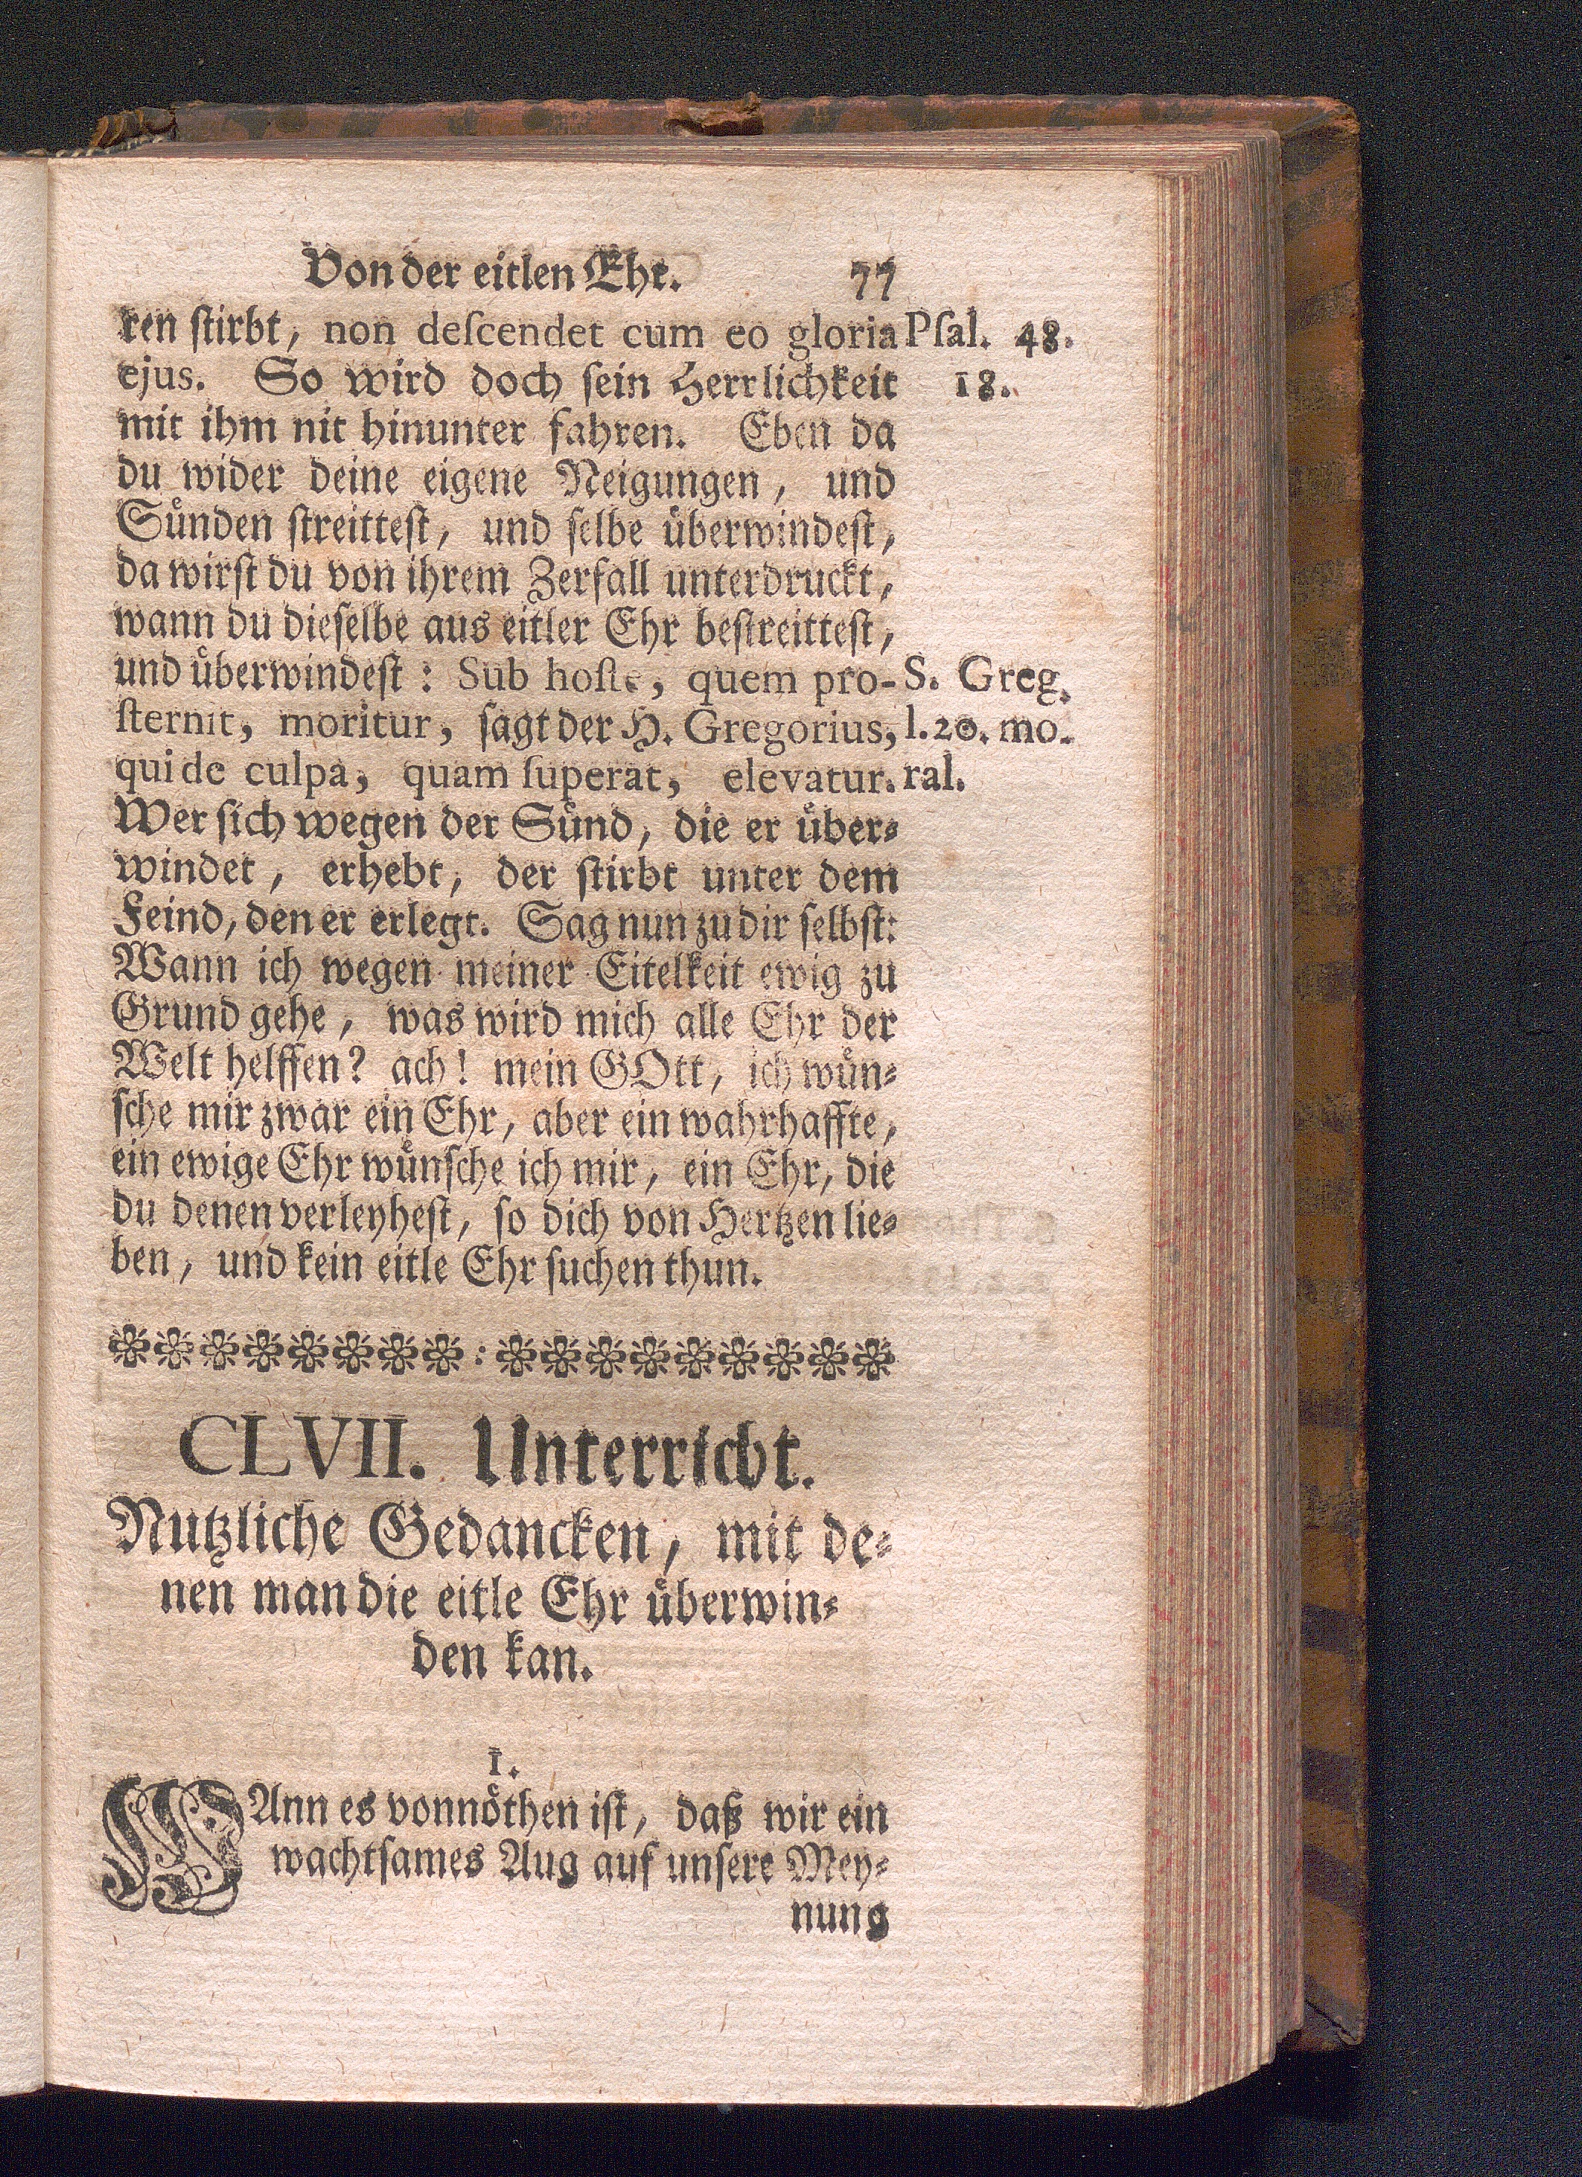 Von der eitlen Ehr. 77
ren stirbt, non descendet cum eo gloria Psal. 48.
ejus. So wird doch sein Herrlichkeit 18.
mit ihm nit hinunter fahren. Eben da
du wider deine eigene Neigungen, und
Sünden streittest, und selbe überwindest,
da wirst du von ihrem Zerfall unterdruckt,
wann du dieselbe aus eitler Ehr bestreittest,
und überwindest: Sub hoste, quem pro- S. Greg.
sternit, moritur, sagt der H. Gregorius, l. 20. mo-
qui de culpa, quam superat, elevatur. ral.
Wer sich wegen der Sünd, die er über-
windet, erhebt, der stirbt unter dem
Feind, den er erlegt. Sag nun zu dir selbst:
Wann ich wegen meiner Eitelkeit ewig zu
Grund gehe, was wird mich alle Ehr der
Welt helffen? ach! mein GOtt, ich wün-
sche mir zwar ein Ehr, aber ein wahrhaffte,
ein ewige Ehr wünsche ich mir, ein Ehr, die
du denen verleyhest, so dich von Hertzen lie-
ben, und kein eitle Ehr suchen thun.
CLVII. Unterricht.
Nutzliche Gedancken, mit de-
nen man die eitle Ehr überwin-
den kan.
I.
WAnn es vonnöthen ist, daß wir ein
wachtsames Aug auf unsere Mey-
nung